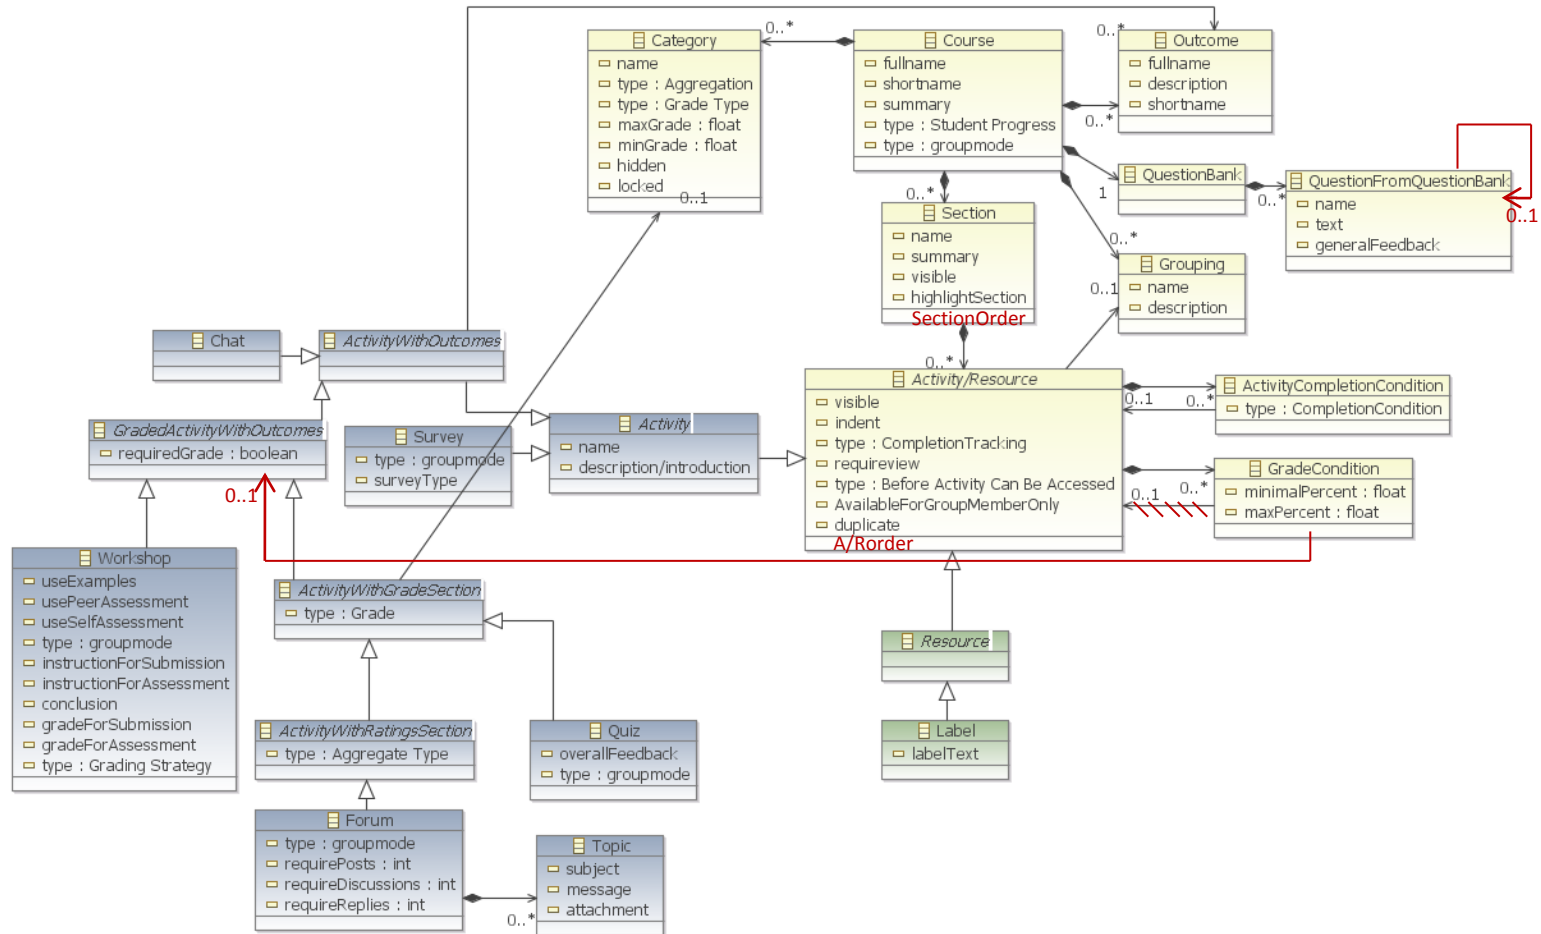 Category
name
type : Aggregation
type : Grade Type
maxGrade : float
minGrade : float
hidden
locked
0..1
0..*
Course
fullname
shortname
summary
type : Student Progress
type : groupmode
0..*
Outcome
fullname
description
shortname
0..*
QuestionBank
1
QuestionFromQuestionBank
name
text
generalFeedback
0..*
0..1
0..*
Section
name
summary
visible
highlightSection
SectionOrder
0..*
Grouping
name
description
0..1
Chat
ActivityWithOutcomes
0..*
Activity/Resource
visible
indent
type : CompletionTracking
requireview
type : Before Activity Can Be Accessed
AvailableForGroupMemberOnly
duplicate
A/Rorder
ActivityCompletionCondition
type : CompletionCondition
0..1
0..*
GradedActivityWithOutcomes
requiredGrade : boolean
0..1
Survey
type : groupmode
surveyType
Activity
name
description/introduction
GradeCondition
minimalPercent : float
maxPercent : float
0..1
0..*
Workshop
useExamples
usePeerAssessment
useSelfAssessment
type : groupmode
instructionForSubmission
instructionForAssessment
conclusion
gradeForSubmission
gradeForAssessment
type : Grading Strategy
ActivityWithGradeSection
type : Grade
Resource
ActivityWithRatingsSection
type : Aggregate Type
Quiz
overallFeedback
type : groupmode
Label
labelText
Forum
type : groupmode
requirePosts : int
requireDiscussions : int
requireReplies : int
0..*
Topic
subject
message
attachment